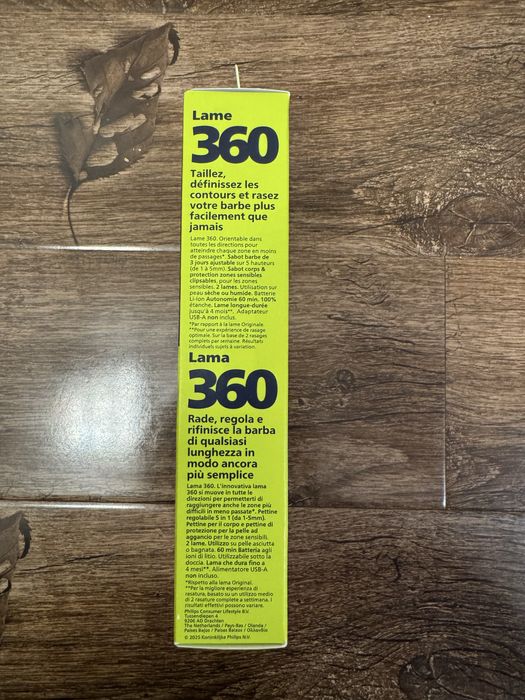 Lame
360
Taillez,
définissez les
contours et rasez
votre barbe plus
facilement que
jamais
Lame 360. Orientable dans
toutes les directions pour
atteindre chaque zone en moins
de passages*. Sabot barbe de
3 jours ajustable sur 5 hauteurs
(de 1 à 5mm). Sabot corps &
protection zones sensibles
clipsables, pour les zones
sensibles. 2 lames. Utilisation sur
peau sèche ou humide. Batterie
Li-ion Autonomie 60 min. 100%
étanche. Lame longue-durée
jusqu'à 4 mois**. Adaptateur
USB-A non inclus.
*Par rapport à la lame Originale.
**Pour une expérience de rasage
optimale. Sur la base de 2 rasages
complets par semaine. Résultats
individuels sujets à variation.
Lama
360
Rade, regola e
rifinisce la barba
di qualsiasi
lunghezza in
modo ancora
più semplice
Lama 360. L'innovativa lama
360 si muove in tutte le
direzioni per permetterti di
raggiungere anche le zone più
difficili in meno passate*. Pettine
regolabile 5 in 1 (da 1-5mm).
Pettine per il corpo e pettine di
protezione per la pelle ad
aggancio per le zone sensibili.
2 lame. Utilizzo su pelle asciutta
o bagnata. 60 min Batteria agli
ioni di litio. Utilizzabile sotto la
doccia. Lama che dura fino a
4 mesi**. Alimentatore USB-A
non incluso.
*Rispetto alla lama Original.
**Per la migliore esperienza di
rasatura, basato su un utilizzo medio
di 2 rasature complete a settimana. I
risultati effettivi possono variare.
Philips Consumer Lifestyle B.V.
Tussendiepen 4
9206 AD Drachten
The Netherlands / Pays-Bas / Olanda /
Países Bajos / Países Baixos / Ολλανδία
© 2025 Koninklijke Philips N.V.